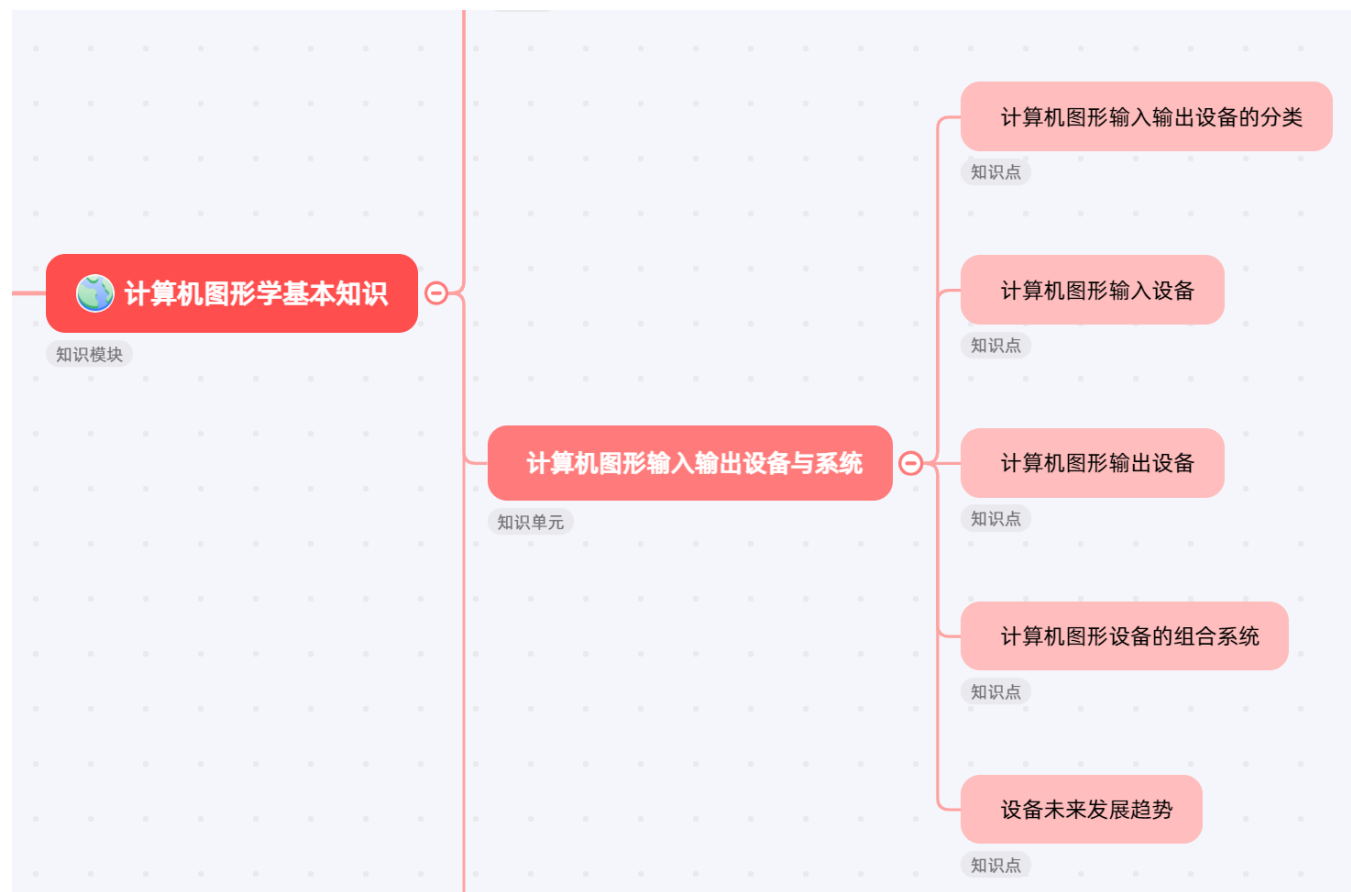 计算机图形学基本知识
知识模块
计算机图形输入输出设备与系统
知识单元
计算机图形输入输出设备的分类
知识点
计算机图形输入设备
知识点
计算机图形输出设备
知识点
计算机图形设备的组合系统
知识点
设备未来发展趋势
知识点